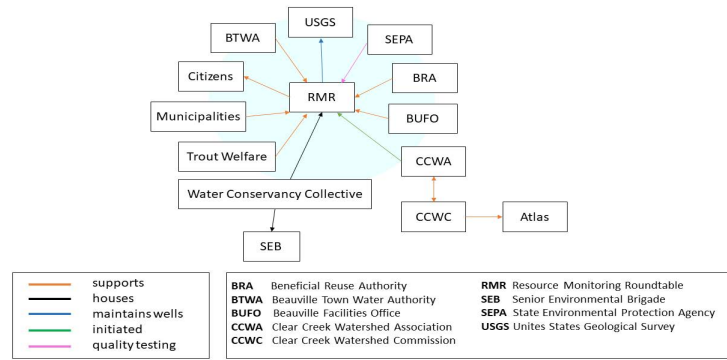 USGS
BTWA
SEPA
Citizens
BRA
RMR
Municipalities
BUFO
Trout Welfare
CCWA
Water Conservancy Collective
CCWC
Atlas
SEB
supports
houses
maintains wells
initiated
quality testing
BRA Beneficial Reuse Authority
BTWA Beauville Town Water Authority
BUFO Beauville Facilities Office
CCWA Clear Creek Watershed Association
CCWC Clear Creek Watershed Commission
RMR Resource Monitoring Roundtable
SEB Senior Environmental Brigade
SEPA State Environmental Protection Agency
USGS Unites States Geological Survey